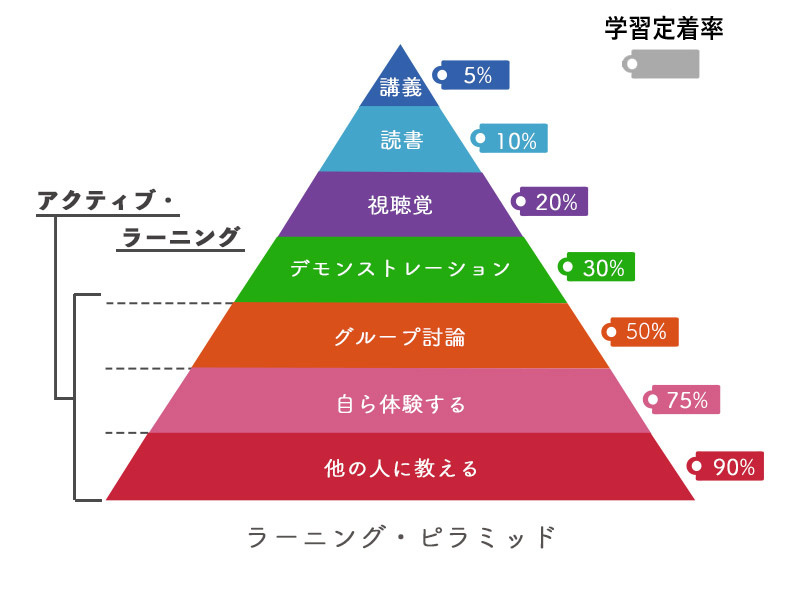 学習定着率
講義
5%
読書
10%
視聴覚
20%
アクティブ・
ラーニング
デモンストレーション
30%
グループ討論
50%
自ら体験する
75%
他の人に教える
90%
ラーニング・ピラミッド